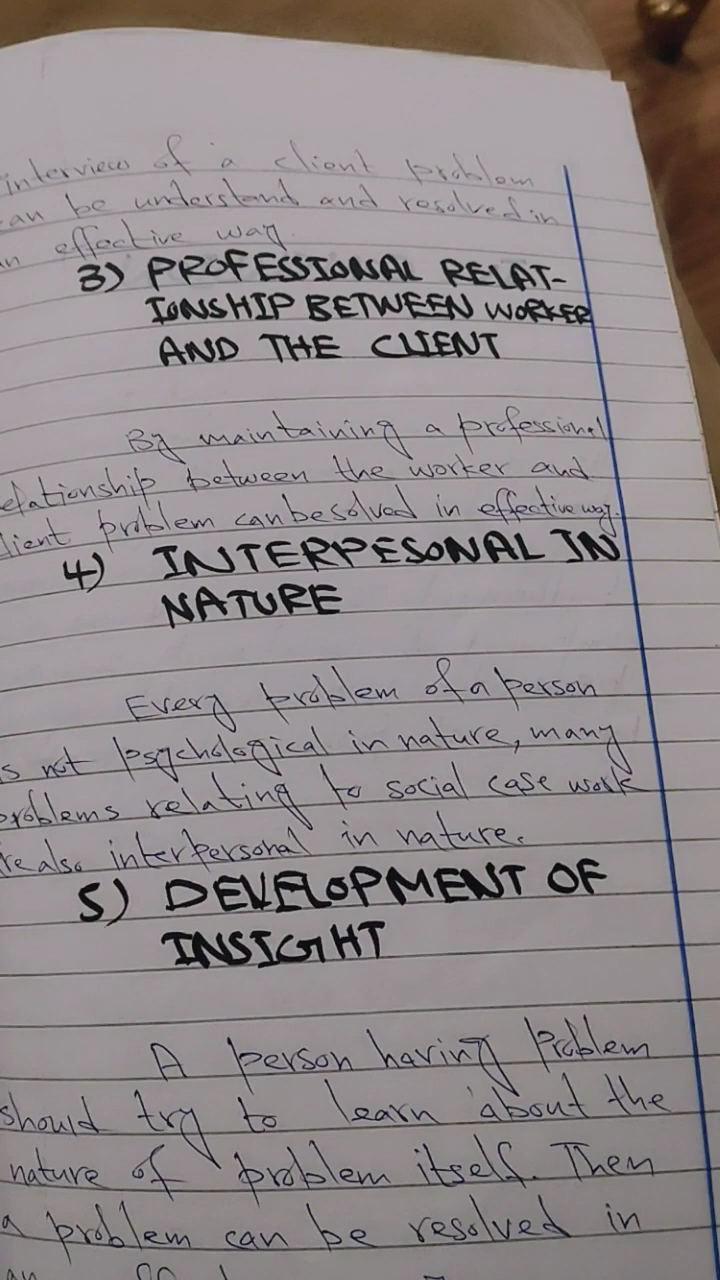 interview of a client problem
can be understand and resolved in
an effective way.
3) PROFESSIONAL RELAT-
IONSHIP BETWEEN WORKER
AND THE CLIENT
By maintaining a professional
relationship between the worker and
client problem can be solved in effective way.
4) INTERPESONAL IN
NATURE
Every problem of a person
is not psychological in nature, many
problems relating to social case work
are also interpersonal in nature.
5) DEVELOPMENT OF
INSIGHT
A person having problem
should try to learn about the
nature of problem itself. Then
a problem can be resolved in